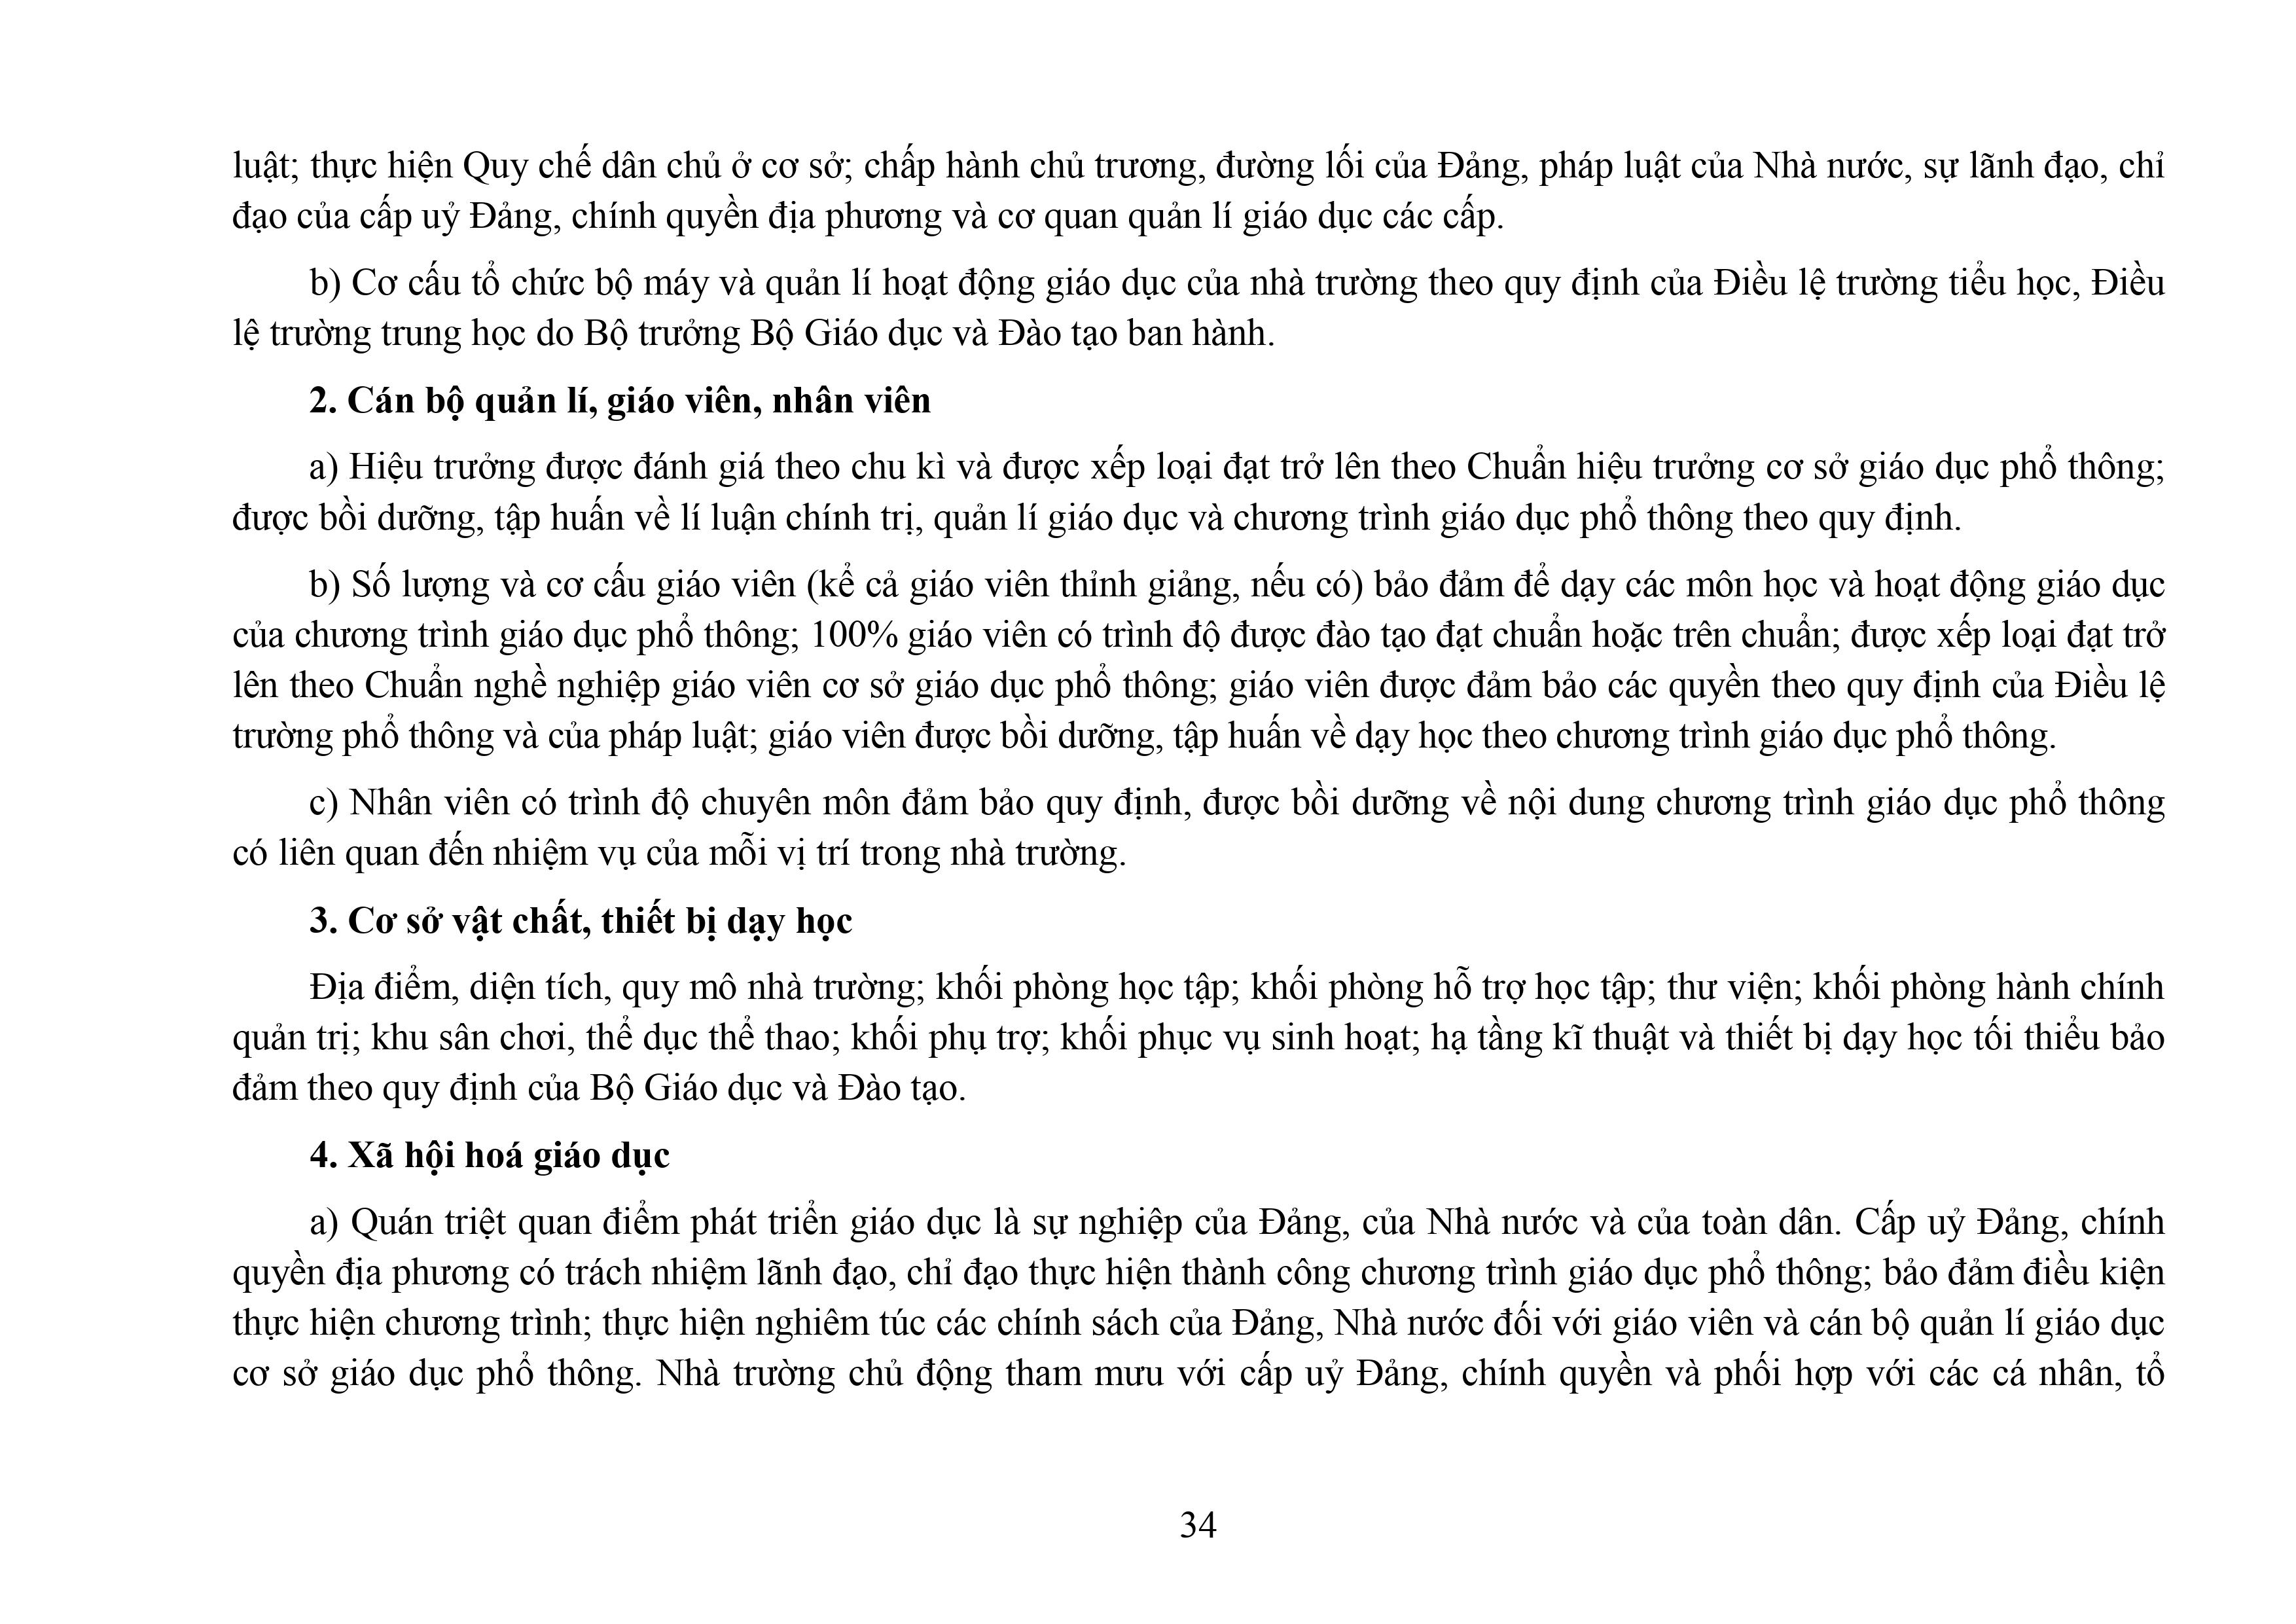 luật; thực hiện Quy chế dân chủ ở cơ sở; chấp hành chủ trương, đường lối của Đảng, pháp luật của Nhà nước, sự lãnh đạo, chỉ
đạo của cấp uỷ Đảng, chính quyền địa phương và cơ quan quản lí giáo dục các cấp.
b) Cơ cấu tổ chức bộ máy và quản lí hoạt động giáo dục của nhà trường theo quy định của Điều lệ trường tiểu học, Điều
lệ trường trung học do Bộ trưởng Bộ Giáo dục và Đào tạo ban hành.
2. Cán bộ quản lí, giáo viên, nhân viên
a) Hiệu trưởng được đánh giá theo chu kì và được xếp loại đạt trở lên theo Chuẩn hiệu trưởng cơ sở giáo dục phổ thông;
được bồi dưỡng, tập huấn về lí luận chính trị, quản lí giáo dục và chương trình giáo dục phổ thông theo quy định.
b) Số lượng và cơ cấu giáo viên (kể cả giáo viên thỉnh giảng, nếu có) bảo đảm để dạy các môn học và hoạt động giáo dục
của chương trình giáo dục phổ thông; 100% giáo viên có trình độ được đào tạo đạt chuẩn hoặc trên chuẩn; được xếp loại đạt trở
lên theo Chuẩn nghề nghiệp giáo viên cơ sở giáo dục phổ thông; giáo viên được đảm bảo các quyền theo quy định của Điều lệ
trường phổ thông và của pháp luật; giáo viên được bồi dưỡng, tập huấn về dạy học theo chương trình giáo dục phổ thông.
c) Nhân viên có trình độ chuyên môn đảm bảo quy định, được bồi dưỡng về nội dung chương trình giáo dục phổ thông
có liên quan đến nhiệm vụ của mỗi vị trí trong nhà trường.
3. Cơ sở vật chất, thiết bị dạy học
Địa điểm, diện tích, quy mô nhà trường; khối phòng học tập; khối phòng hỗ trợ học tập; thư viện; khối phòng hành chính
quản trị; khu sân chơi, thể dục thể thao; khối phụ trợ; khối phục vụ sinh hoạt; hạ tầng kĩ thuật và thiết bị dạy học tối thiểu bảo
đảm theo quy định của Bộ Giáo dục và Đào tạo.
4. Xã hội hoá giáo dục
a) Quán triệt quan điểm phát triển giáo dục là sự nghiệp của Đảng, của Nhà nước và của toàn dân. Cấp uỷ Đảng, chính
quyền địa phương có trách nhiệm lãnh đạo, chỉ đạo thực hiện thành công chương trình giáo dục phổ thông; bảo đảm điều kiện
thực hiện chương trình; thực hiện nghiêm túc các chính sách của Đảng, Nhà nước đối với giáo viên và cán bộ quản lí giáo dục
cơ sở giáo dục phổ thông. Nhà trường chủ động tham mưu với cấp uỷ Đảng, chính quyền và phối hợp với các cá nhân, tổ
34